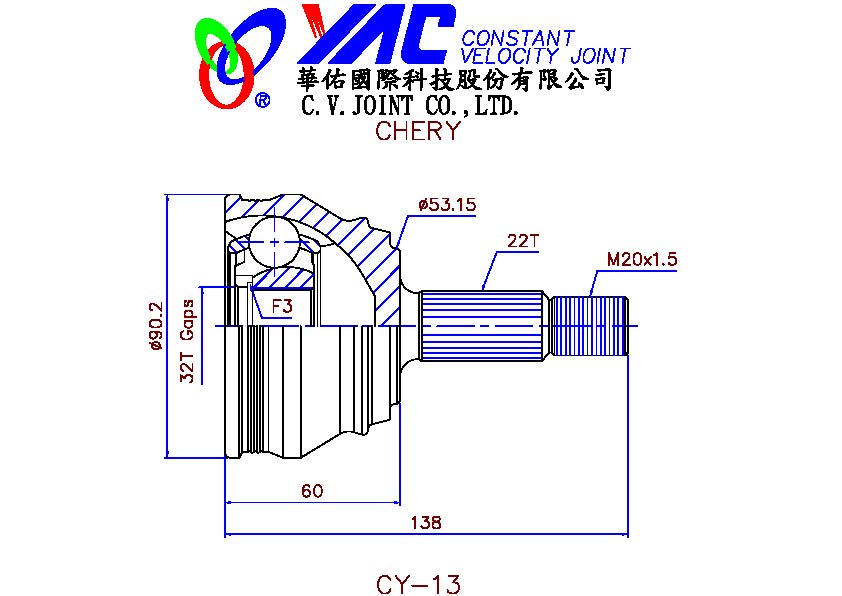 YAC CONSTANT
VELOCITY JOINT
®
華佑國際科技股份有限公司
C.V.JOINT CO.,LTD.
CHERY
ø53.15
22T
M20x1.5
F3
ø90.2
32T Gaps
60
138
CY-13